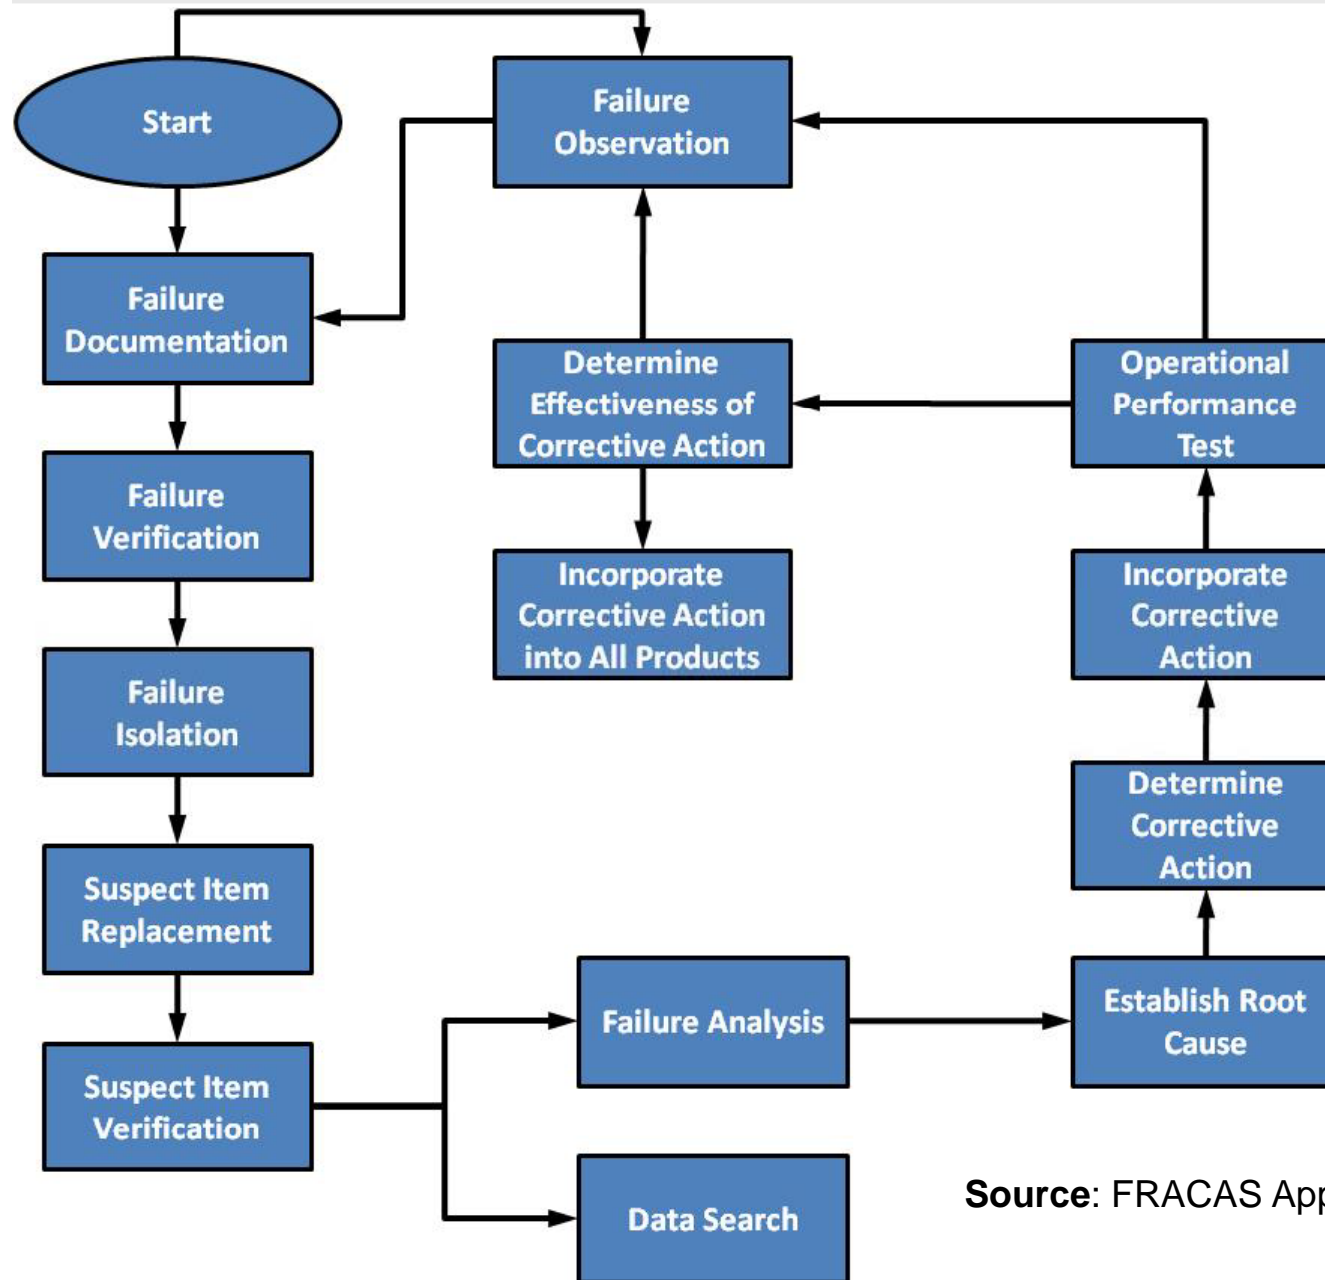 Start
Failure
Observation
Failure
Documentation
Determine
Effectiveness of
Corrective Action
Operational
Performance
Test
Failure
Verification
Incorporate
Corrective Action
into All Products
Incorporate
Corrective
Action
Failure
Isolation
Determine
Corrective
Action
Suspect Item
Replacement
Failure Analysis
Establish Root
Cause
Suspect Item
Verification
Data Search
Source: FRACAS App